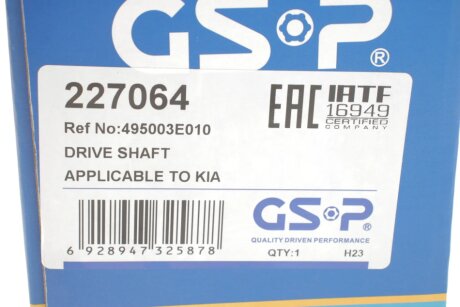 GSP®
227064
EAC IATF
16949
CERTIFIED
COMPANY
Ref No:495003E010
DRIVE SHAFT
APPLICABLE TO KIA
GSP®
QUALITY DRIVEN PERFORMANCE
6 928947 325878
QTY:1 H23